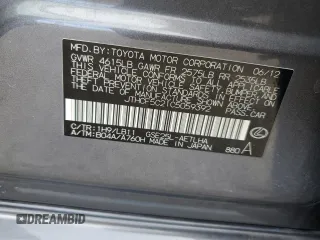 MFD.BY: TOYOTA MOTOR CORPORATION 06/12
GVWR 4615LB GAWR FR 2575LB RR 2535LB
THIS VEHICLE CONFORMS TO ALL APPLICABLE
FEDERAL MOTOR VEHICLE SAFETY, BUMPER, AND
THEFT PREVENTION STANDARDS IN EFFECT ON
THE DATE OF MANUFACTURE SHOWN ABOVE.
PASS.CAR
C/TR: 1H9/LB11 GSE25L-AETLHA
A/TM: B04A/A760H MADE IN JAPAN 880 A
DREAMBID